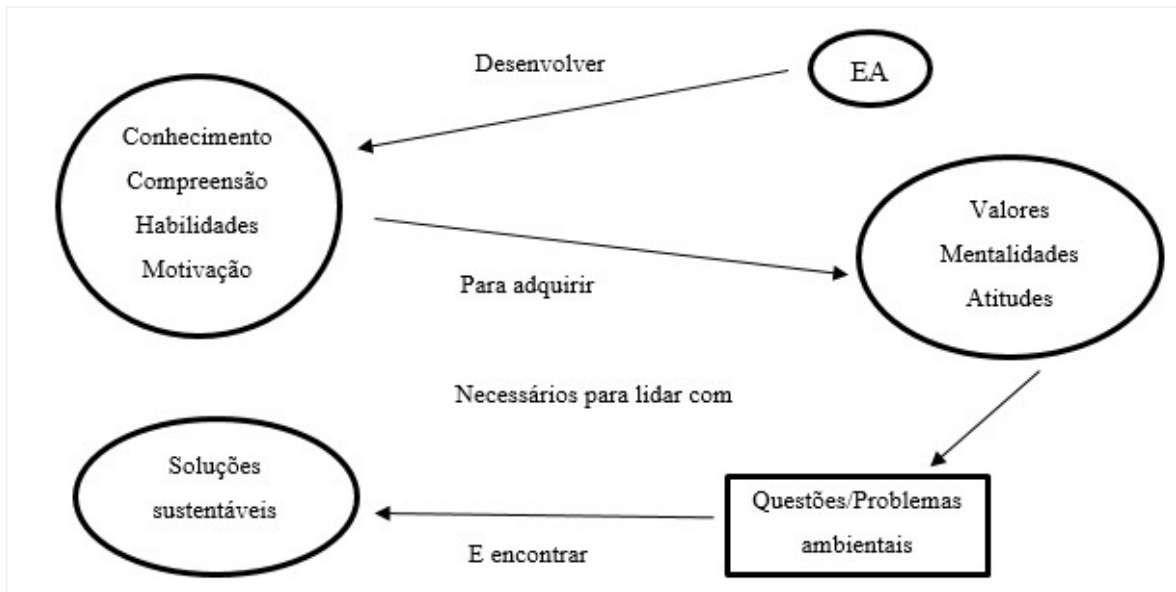 EA
Desenvolver
Conhecimento
Compreensão
Habilidades
Motivação
Para adquirir
Valores
Mentalidades
Atitudes
Necessários para lidar com
Questões/Problemas
ambientais
E encontrar
Soluções
sustentáveis